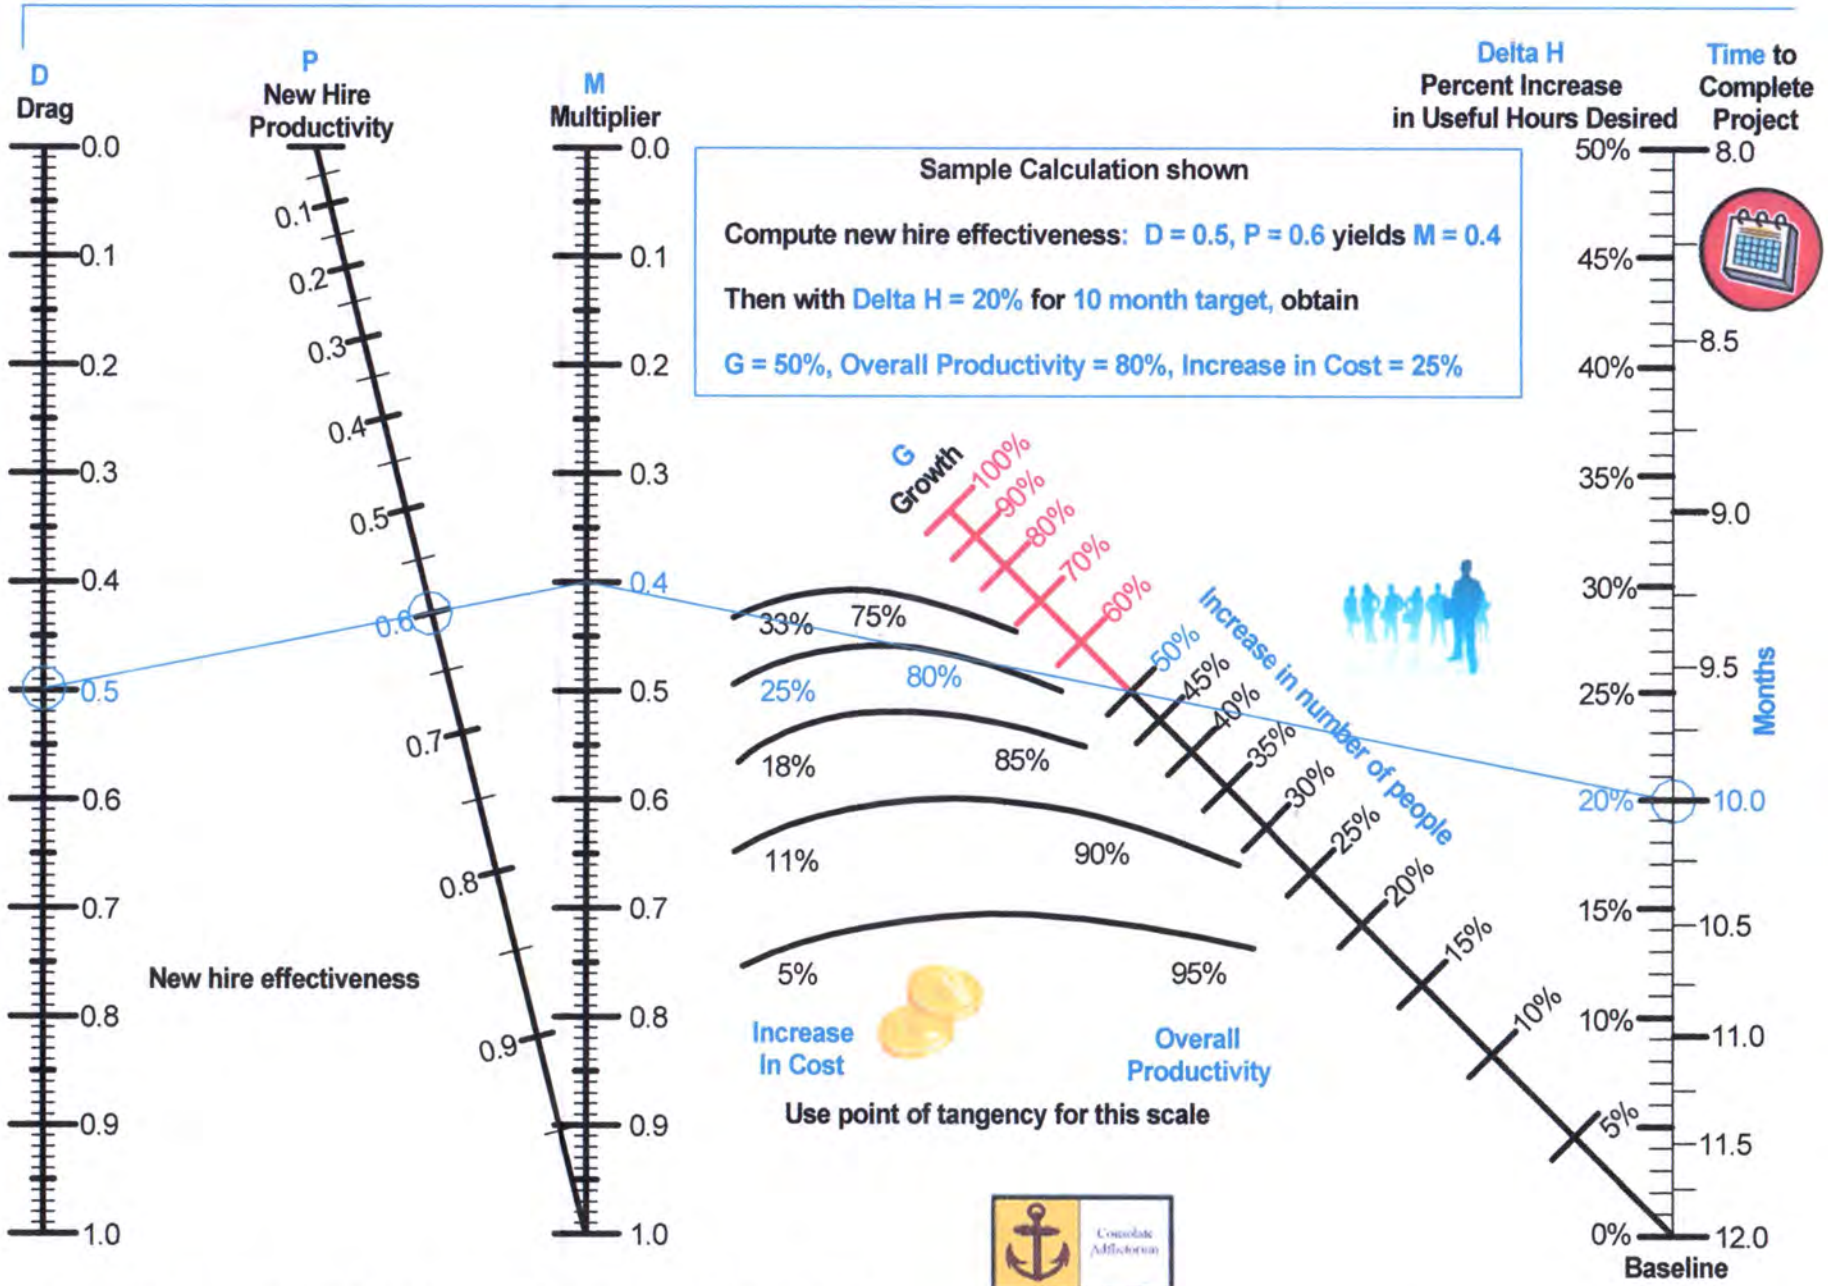 D
Drag
P
New Hire
Productivity
M
Multiplier
Delta H
Percent Increase
in Useful Hours Desired
Time to
Complete
Project
0.0
0.1
0.2
0.3
0.4
0.5
0.6
0.7
0.8
0.9
1.0
0.1
0.2
0.3
0.4
0.5
0.6
0.7
0.8
0.9
New hire effectiveness
0.0
0.1
0.2
0.3
0.4
0.5
0.6
0.7
0.8
0.9
1.0
Sample Calculation shown
Compute new hire effectiveness: D = 0.5, P = 0.6 yields M = 0.4
Then with Delta H = 20% for 10 month target, obtain
G = 50%, Overall Productivity = 80%, Increase in Cost = 25%
G
Growth
100%
90%
80%
70%
60%
50%
45%
40%
35%
30%
25%
20%
15%
10%
5%
Increase in number of people
33% 75%
25% 80%
18% 85%
11% 90%
5% 95%
Increase
In Cost
Overall
Productivity
Use point of tangency for this scale
50%
45%
40%
35%
30%
25%
20%
15%
10%
5%
0%
Baseline
8.0
8.5
9.0
9.5
10.0
10.5
11.0
11.5
12.0
Months
Consolate
Adflictorum